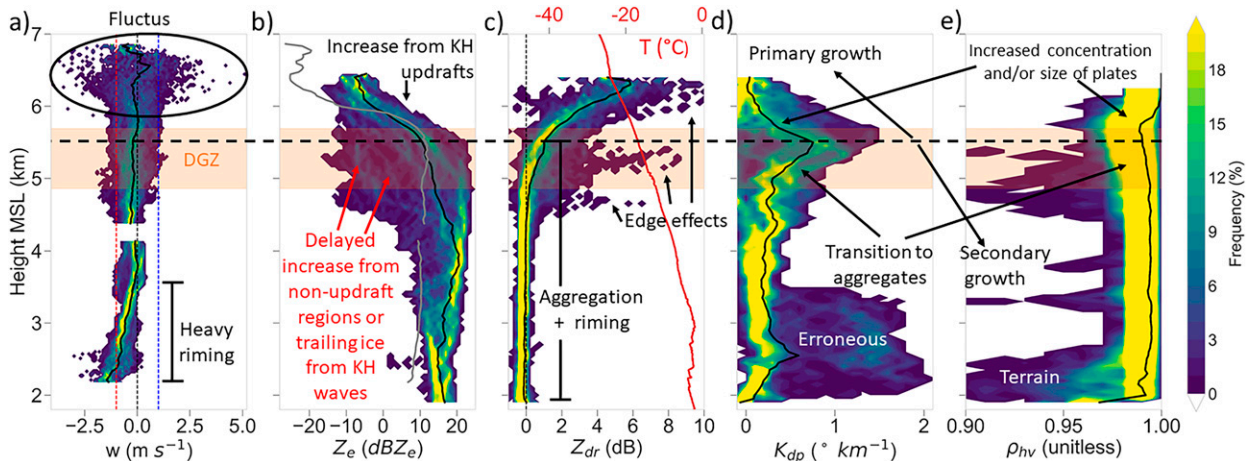 a)
Fluctus
b)
c)
-40
-20
0
d)
e)
7
6
5
4
3
2
Height MSL (km)
DGZ
Heavy
riming
−5.0
−2.5
0.0
2.5
5.0
w (m s⁻¹)
Increase from KH
updrafts
Delayed
increase from
non-updraft
regions or
trailing ice
from KH
waves
−20
−10
0
10
20
Zₑ (dBZₑ)
T (°C)
Edge effects
Aggregation
+ riming
0
2
4
6
8
10
Z_dr (dB)
Primary growth
Increased concentration
and/or size of plates
Transition to
aggregates
Secondary
growth
Erroneous
0
1
2
K_dp (° km⁻¹)
Terrain
0.90
0.95
1.00
ρ_hv (unitless)
18
15
12
9
6
3
0
Frequency (%)